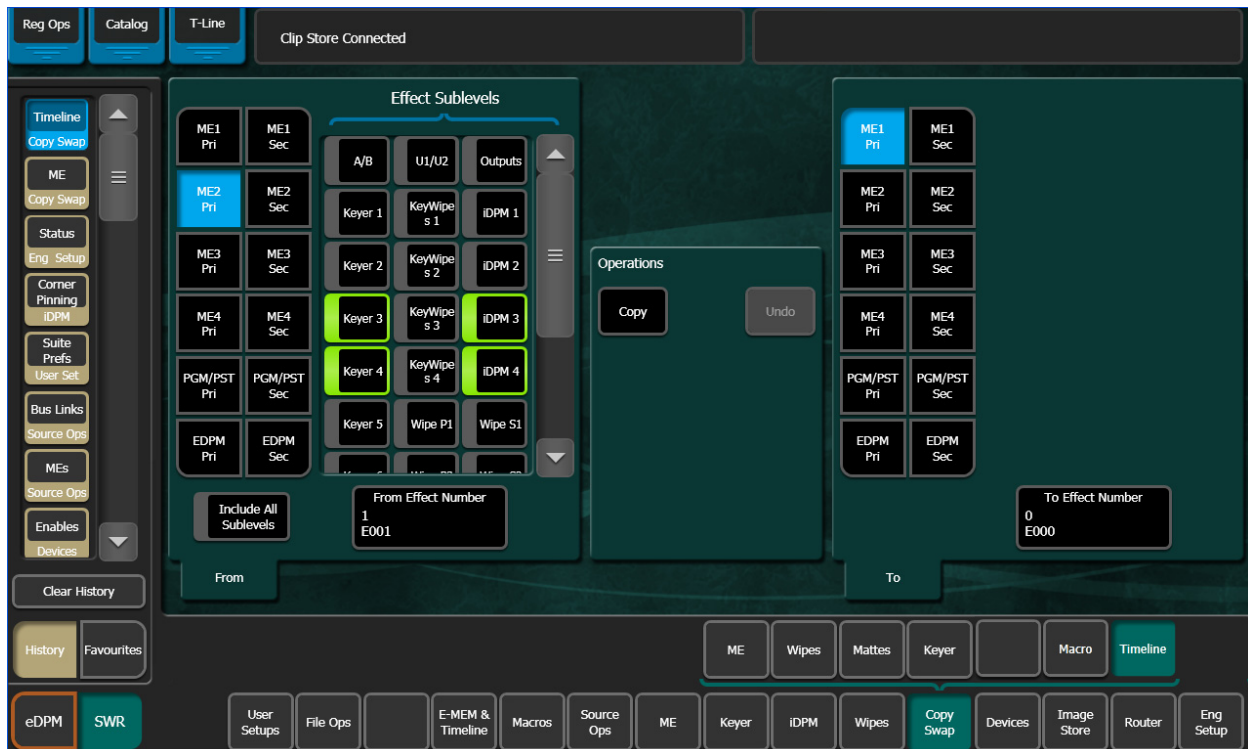 Reg Ops
Catalog
T-Line
Clip Store Connected
Timeline
Copy Swap
ME
Copy Swap
Status
Eng Setup
Corner
Pinning
iDPM
Suite
Prefs
User Set
Bus Links
Source Ops
MEs
Source Ops
Enables
Devices
Clear History
History
Favourites
eDPM
SWR
Effect Sublevels
ME1
Pri
ME1
Sec
ME2
Pri
ME2
Sec
ME3
Pri
ME3
Sec
ME4
Pri
ME4
Sec
PGM/PST
Pri
PGM/PST
Sec
EDPM
Pri
EDPM
Sec
A/B
U1/U2
Outputs
Keyer 1
KeyWipe
s 1
iDPM 1
Keyer 2
KeyWipe
s 2
iDPM 2
Keyer 3
KeyWipe
s 3
iDPM 3
Keyer 4
KeyWipe
s 4
iDPM 4
Keyer 5
Wipe P1
Wipe S1
Include All
Sublevels
From Effect Number
1
E001
From
Operations
Copy
Undo
ME1
Pri
ME1
Sec
ME2
Pri
ME2
Sec
ME3
Pri
ME3
Sec
ME4
Pri
ME4
Sec
PGM/PST
Pri
PGM/PST
Sec
EDPM
Pri
EDPM
Sec
To Effect Number
0
E000
To
ME
Wipes
Mattes
Keyer
Macro
Timeline
User
Setups
File Ops
E-MEM &
Timeline
Macros
Source
Ops
ME
Keyer
iDPM
Wipes
Copy
Swap
Devices
Image
Store
Router
Eng
Setup